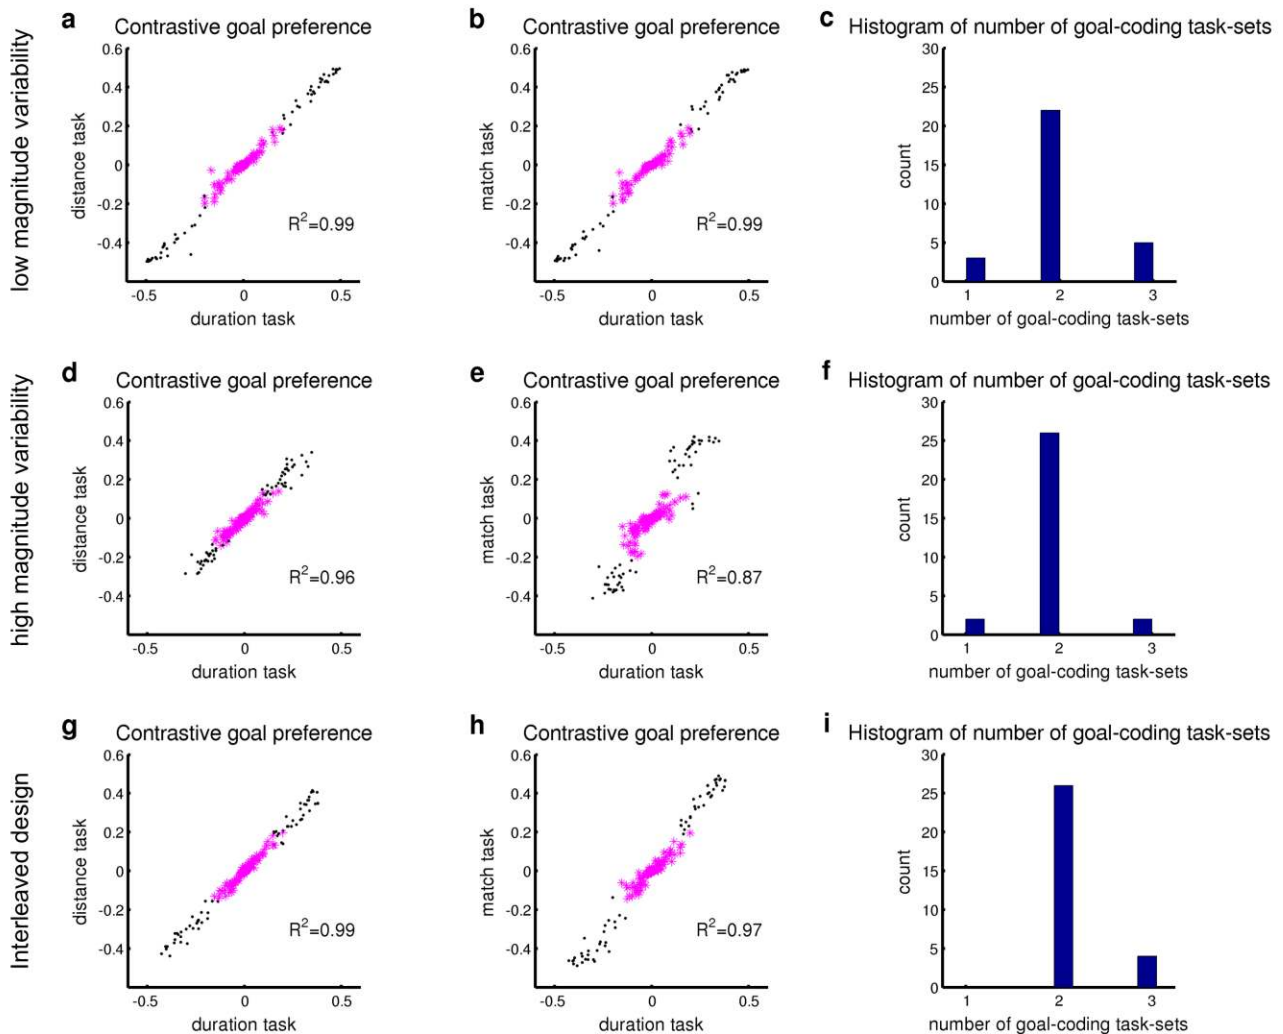 low magnitude variability
a Contrastive goal preference
0.6
0.4
0.2
0
-0.2
-0.4
distance task
R²=0.99
-0.5 0 0.5
duration task
b Contrastive goal preference
0.6
0.4
0.2
0
-0.2
-0.4
match task
R²=0.99
-0.5 0 0.5
duration task
c Histogram of number of goal-coding task-sets
30
25
20
15
10
5
0
count
1 2 3
number of goal-coding task-sets
high magnitude variability
d Contrastive goal preference
0.6
0.4
0.2
0
-0.2
-0.4
distance task
R²=0.96
-0.5 0 0.5
duration task
e Contrastive goal preference
0.6
0.4
0.2
0
-0.2
-0.4
match task
R²=0.87
-0.5 0 0.5
duration task
f Histogram of number of goal-coding task-sets
30
25
20
15
10
5
0
count
1 2 3
number of goal-coding task-sets
Interleaved design
g Contrastive goal preference
0.6
0.4
0.2
0
-0.2
-0.4
distance task
R²=0.99
-0.5 0 0.5
duration task
h Contrastive goal preference
0.6
0.4
0.2
0
-0.2
-0.4
match task
R²=0.97
-0.5 0 0.5
duration task
i Histogram of number of goal-coding task-sets
30
25
20
15
10
5
0
count
1 2 3
number of goal-coding task-sets